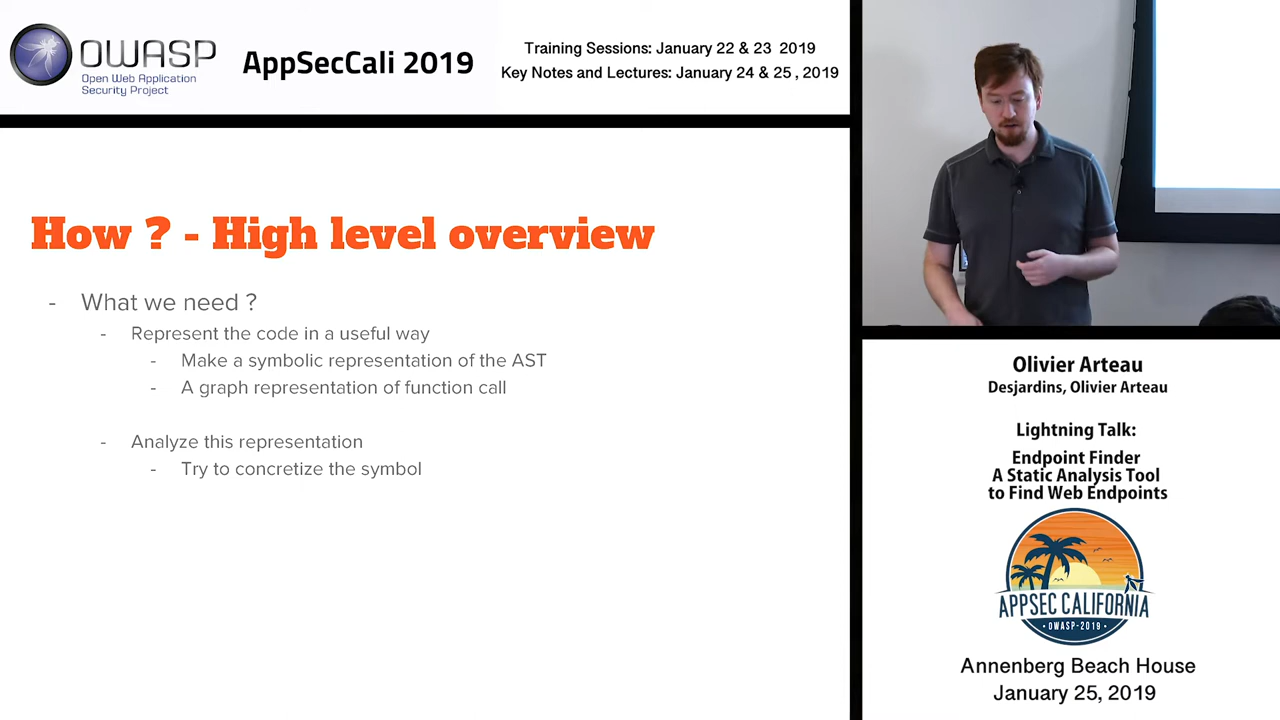 OWASP
Open Web Application
Security Project
AppSecCali 2019
Training Sessions: January 22 & 23 2019
Key Notes and Lectures: January 24 & 25 , 2019
How ? - High level overview
- What we need ?
- Represent the code in a useful way
- Make a symbolic representation of the AST
- A graph representation of function call
- Analyze this representation
- Try to concretize the symbol
Olivier Arteau
Desjardins, Olivier Arteau
Lightning Talk:
Endpoint Finder
A Static Analysis Tool
to Find Web Endpoints
APPSEC CALIFORNIA
• OWASP-2019 •
Annenberg Beach House
January 25, 2019